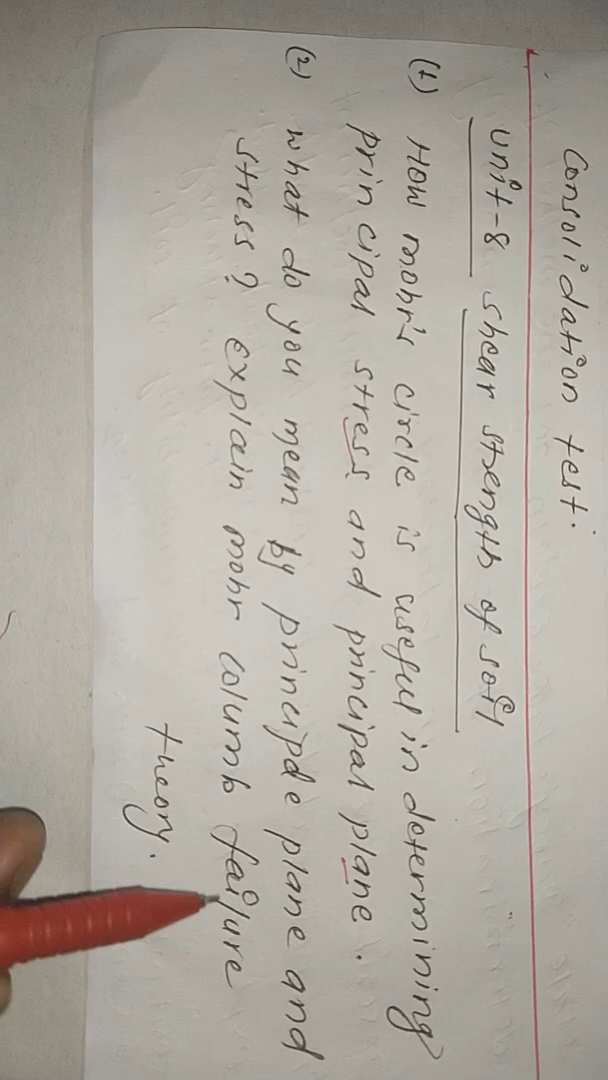 Consolidation test.
Unit-8 shear strength of soil
(1) How mohr's circle is useful in determining
principal stress and principal plane.
(2) what do you mean by principle plane and
stress? explain mohr columb failure
theory.